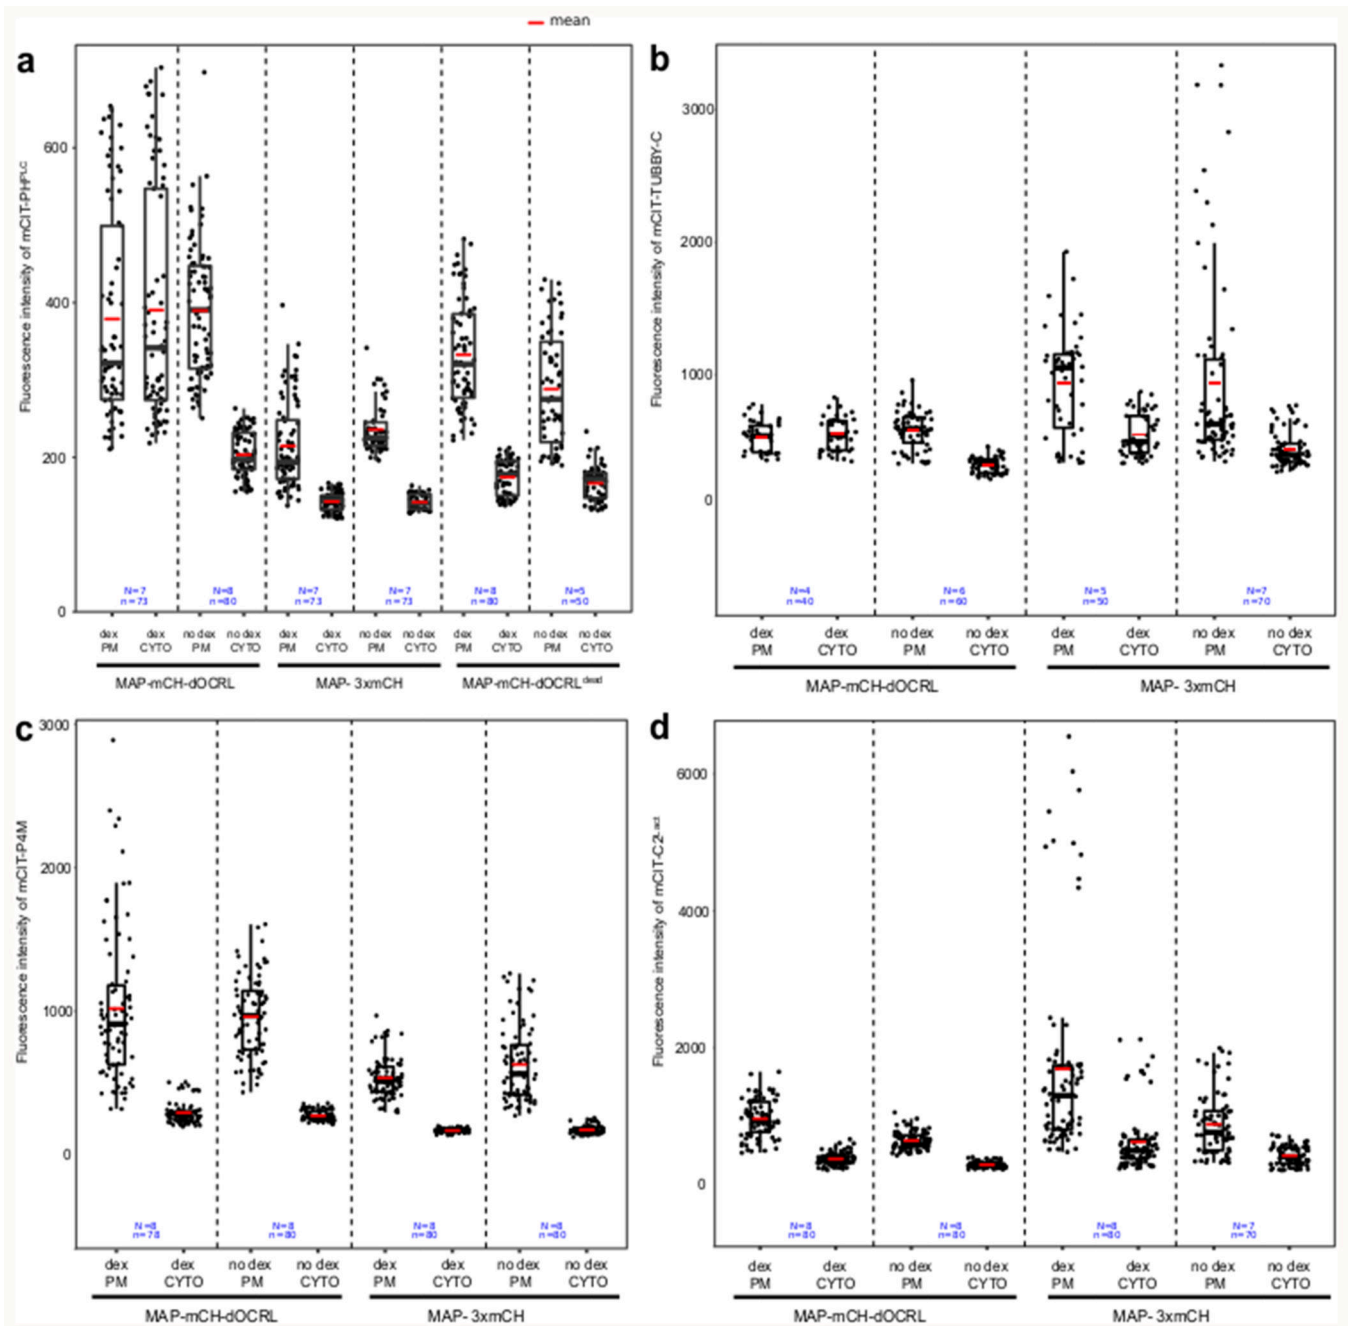 mean
a
Fluorescence intensity of mCIT-PHPLC
600
400
200
0
N=7 N=8 N=7 N=7 N=8 N=5
n=73 n=80 n=73 n=73 n=80 n=50
dex dex no dex no dex dex dex no dex no dex dex dex no dex no dex
PM CYTO PM CYTO PM CYTO PM CYTO PM CYTO PM CYTO
MAP-mCH-dOCRL MAP- 3xmCH MAP-mCH-dOCRLdead
b
Fluorescence intensity of mCIT-TUBBY-C
3000
2000
1000
0
N=4 N=6 N=5 N=7
n=40 n=60 n=50 n=70
dex dex no dex no dex dex dex no dex no dex
PM CYTO PM CYTO PM CYTO PM CYTO
MAP-mCH-dOCRL MAP- 3xmCH
c
Fluorescence intensity of mCIT-P4M
3000
2000
1000
0
N=8 N=8 N=8 N=8
n=78 n=80 n=80 n=80
dex dex no dex no dex dex dex no dex no dex
PM CYTO PM CYTO PM CYTO PM CYTO
MAP-mCH-dOCRL MAP- 3xmCH
d
Fluorescence intensity of mCIT-C2Lact
6000
4000
2000
0
N=8 N=8 N=8 N=7
n=80 n=80 n=80 n=70
dex dex no dex no dex dex dex no dex no dex
PM CYTO PM CYTO PM CYTO PM CYTO
MAP-mCH-dOCRL MAP- 3xmCH